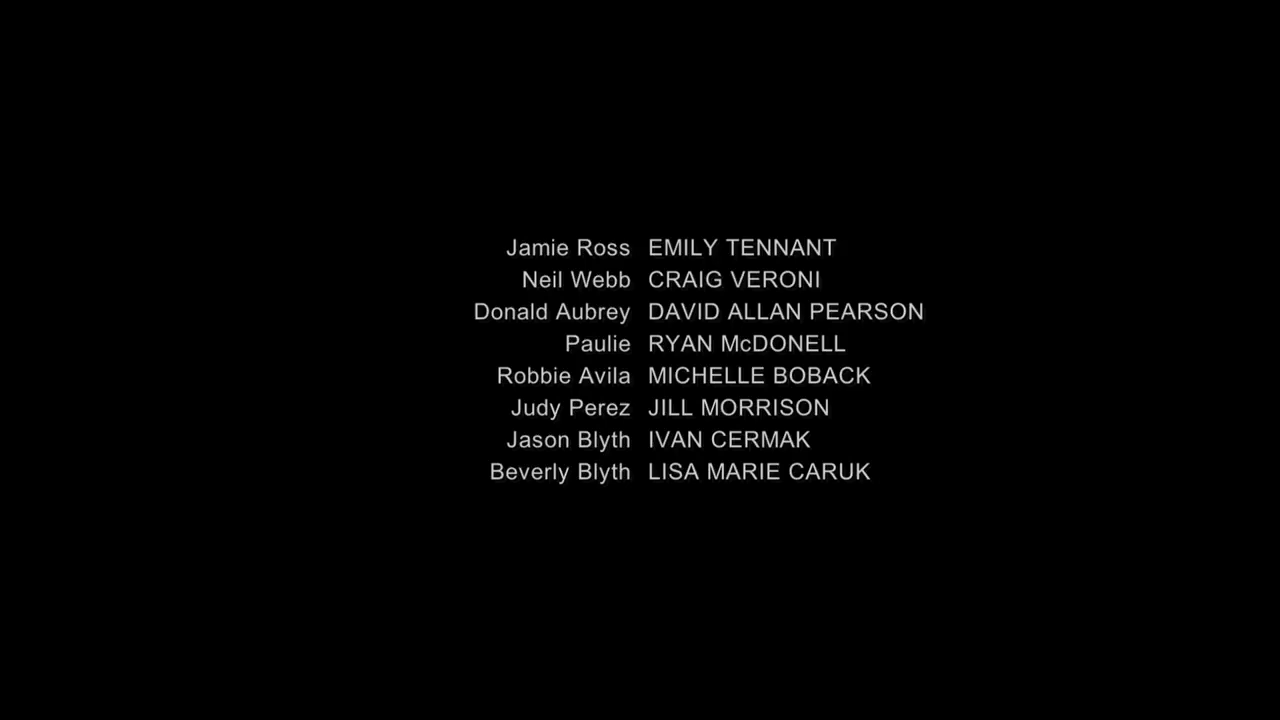 Jamie Ross EMILY TENNANT
Neil Webb CRAIG VERONI
Donald Aubrey DAVID ALLAN PEARSON
Paulie RYAN McDONELL
Robbie Avila MICHELLE BOBACK
Judy Perez JILL MORRISON
Jason Blyth IVAN CERMAK
Beverly Blyth LISA MARIE CARUK